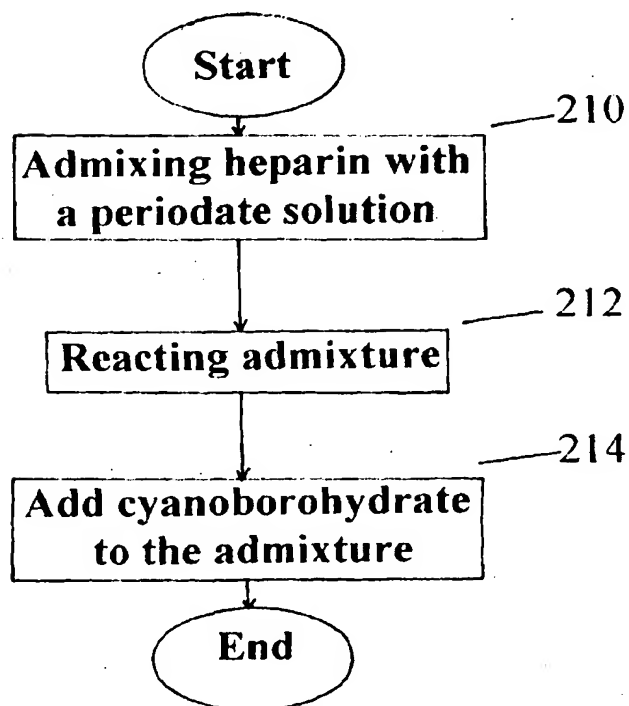 Start
210
Admixing heparin with
a periodate solution
212
Reacting admixture
214
Add cyanoborohydrate
to the admixture
End